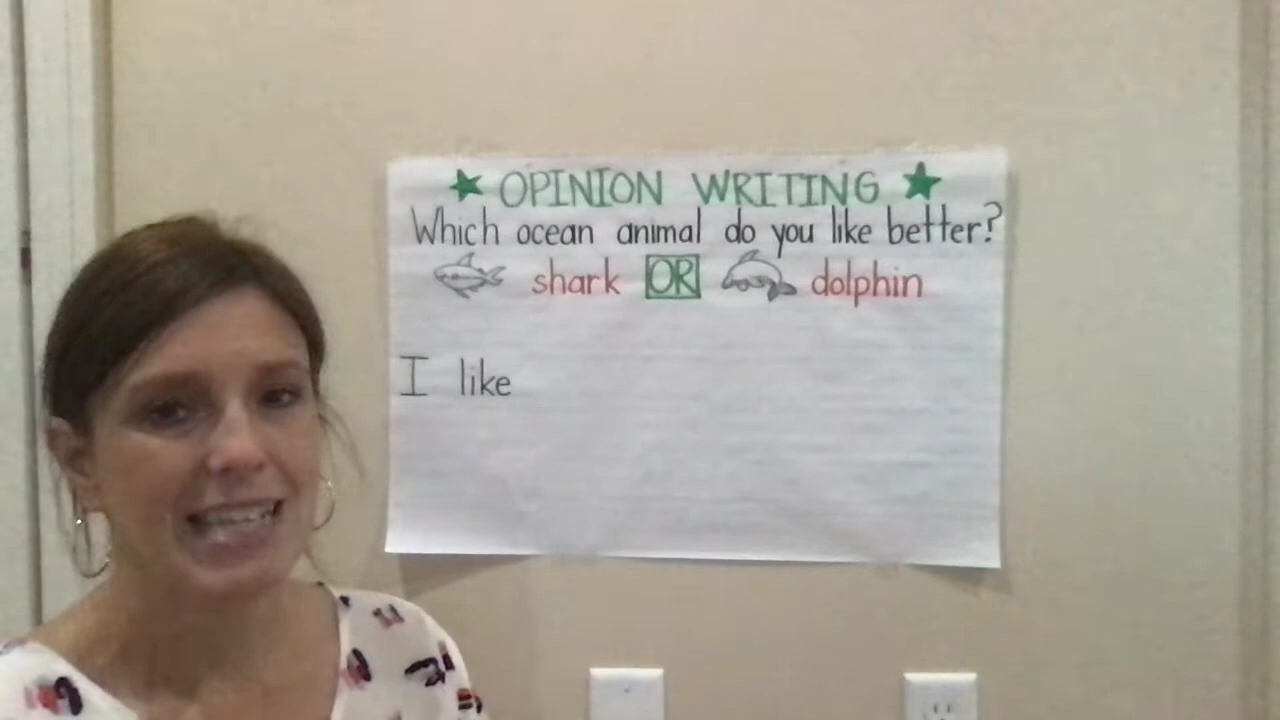 OPINION WRITING
Which ocean animal do you like better?
shark OR dolphin
I like